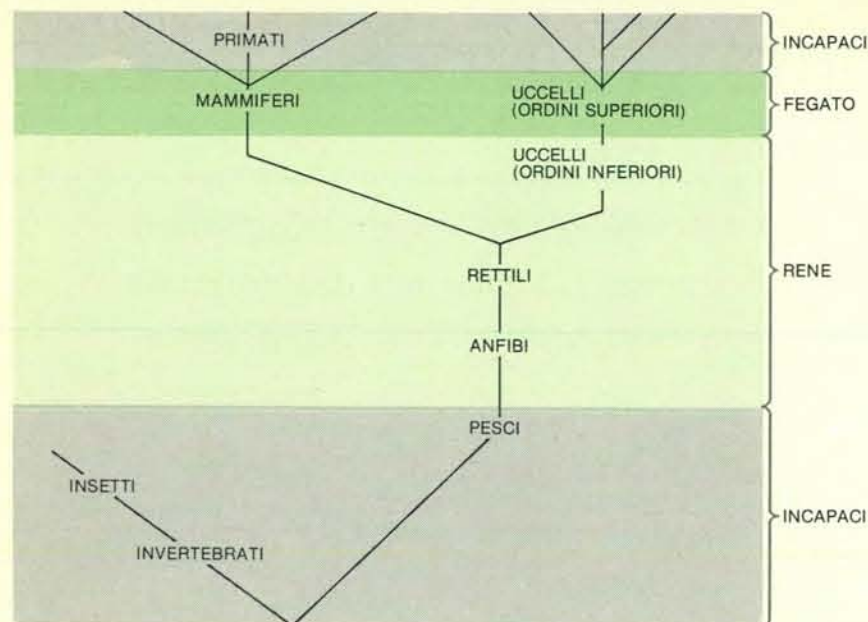 PRIMATI
INCAPACI
MAMMIFERI
UCCELLI
(ORDINI SUPERIORI)
FEGATO
UCCELLI
(ORDINI INFERIORI)
RETTILI
RENE
ANFIBI
PESCI
INSETTI
INCAPACI
INVERTEBRATI